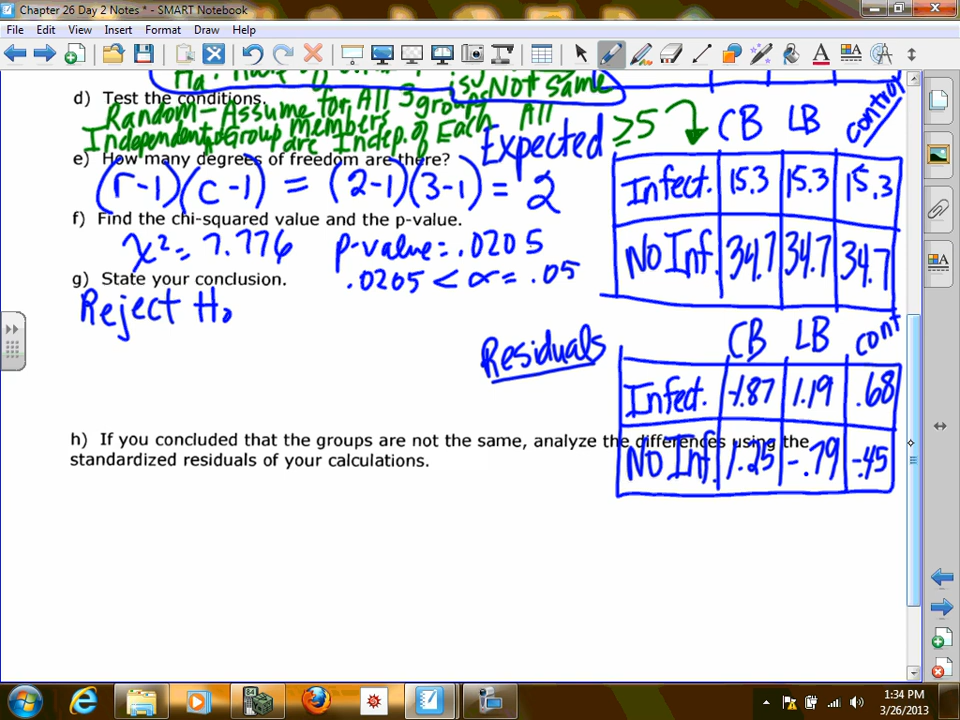 Chapter 26 Day 2 Notes * - SMART Notebook
File Edit View Insert Format Draw Help
is Not same
d) Test the conditions.
Random - Assume for All 3 groups
Independent Group members are Indep. of Each
All Expected ≥5
e) How many degrees of freedom are there?
(r-1)(c-1) = (2-1)(3-1) = 2
f) Find the chi-squared value and the p-value.
χ² = 7.776 p-value = .0205
g) State your conclusion. .0205 < α = .05
Reject Ho
CB LB control
Infect. 15.3 15.3 15.3
No Inf. 34.7 34.7 34.7
Residuals
CB LB cont
Infect. -1.87 1.19 .68
No Inf. 1.25 -.79 -.45
h) If you concluded that the groups are not the same, analyze the differences using the
standardized residuals of your calculations.
1:34 PM
3/26/2013